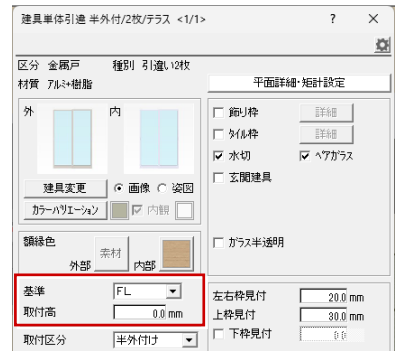 建具単体引違 半外付/2枚/テラス <1/1>
?
×
区分 金属戸 種別 引違い2枚
材質 アルミ+樹脂
平面詳細・矩計設定
外 内
飾り枠 詳細
タイル枠 詳細
水切 ペアガラス
玄関建具
建具変更 画像 姿図
カラーバリエーション 内観
額縁色
外部 素材 内部
ガラス半透明
基準 FL
取付高 0.0 mm
左右枠見付 20.0 mm
上枠見付 30.0 mm
下枠見付 0.0
取付区分 半外付け
mm